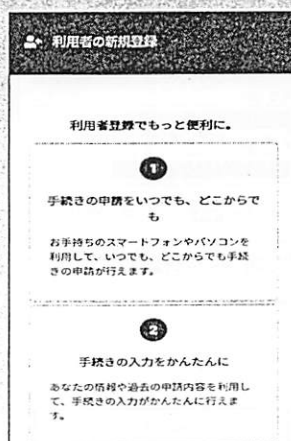 利用者の新規登録
利用者登録でもっと便利に。
1
手続きの申請をいつでも、どこからで
も
お手持ちのスマートフォンやパソコンを
利用して、いつでも、どこからでも手続
きの申請が行えます。
2
手続きの入力をかんたんに
あなたの情報や過去の申請内容を利用し
て、手続きの入力がかんたんに行えま
す。